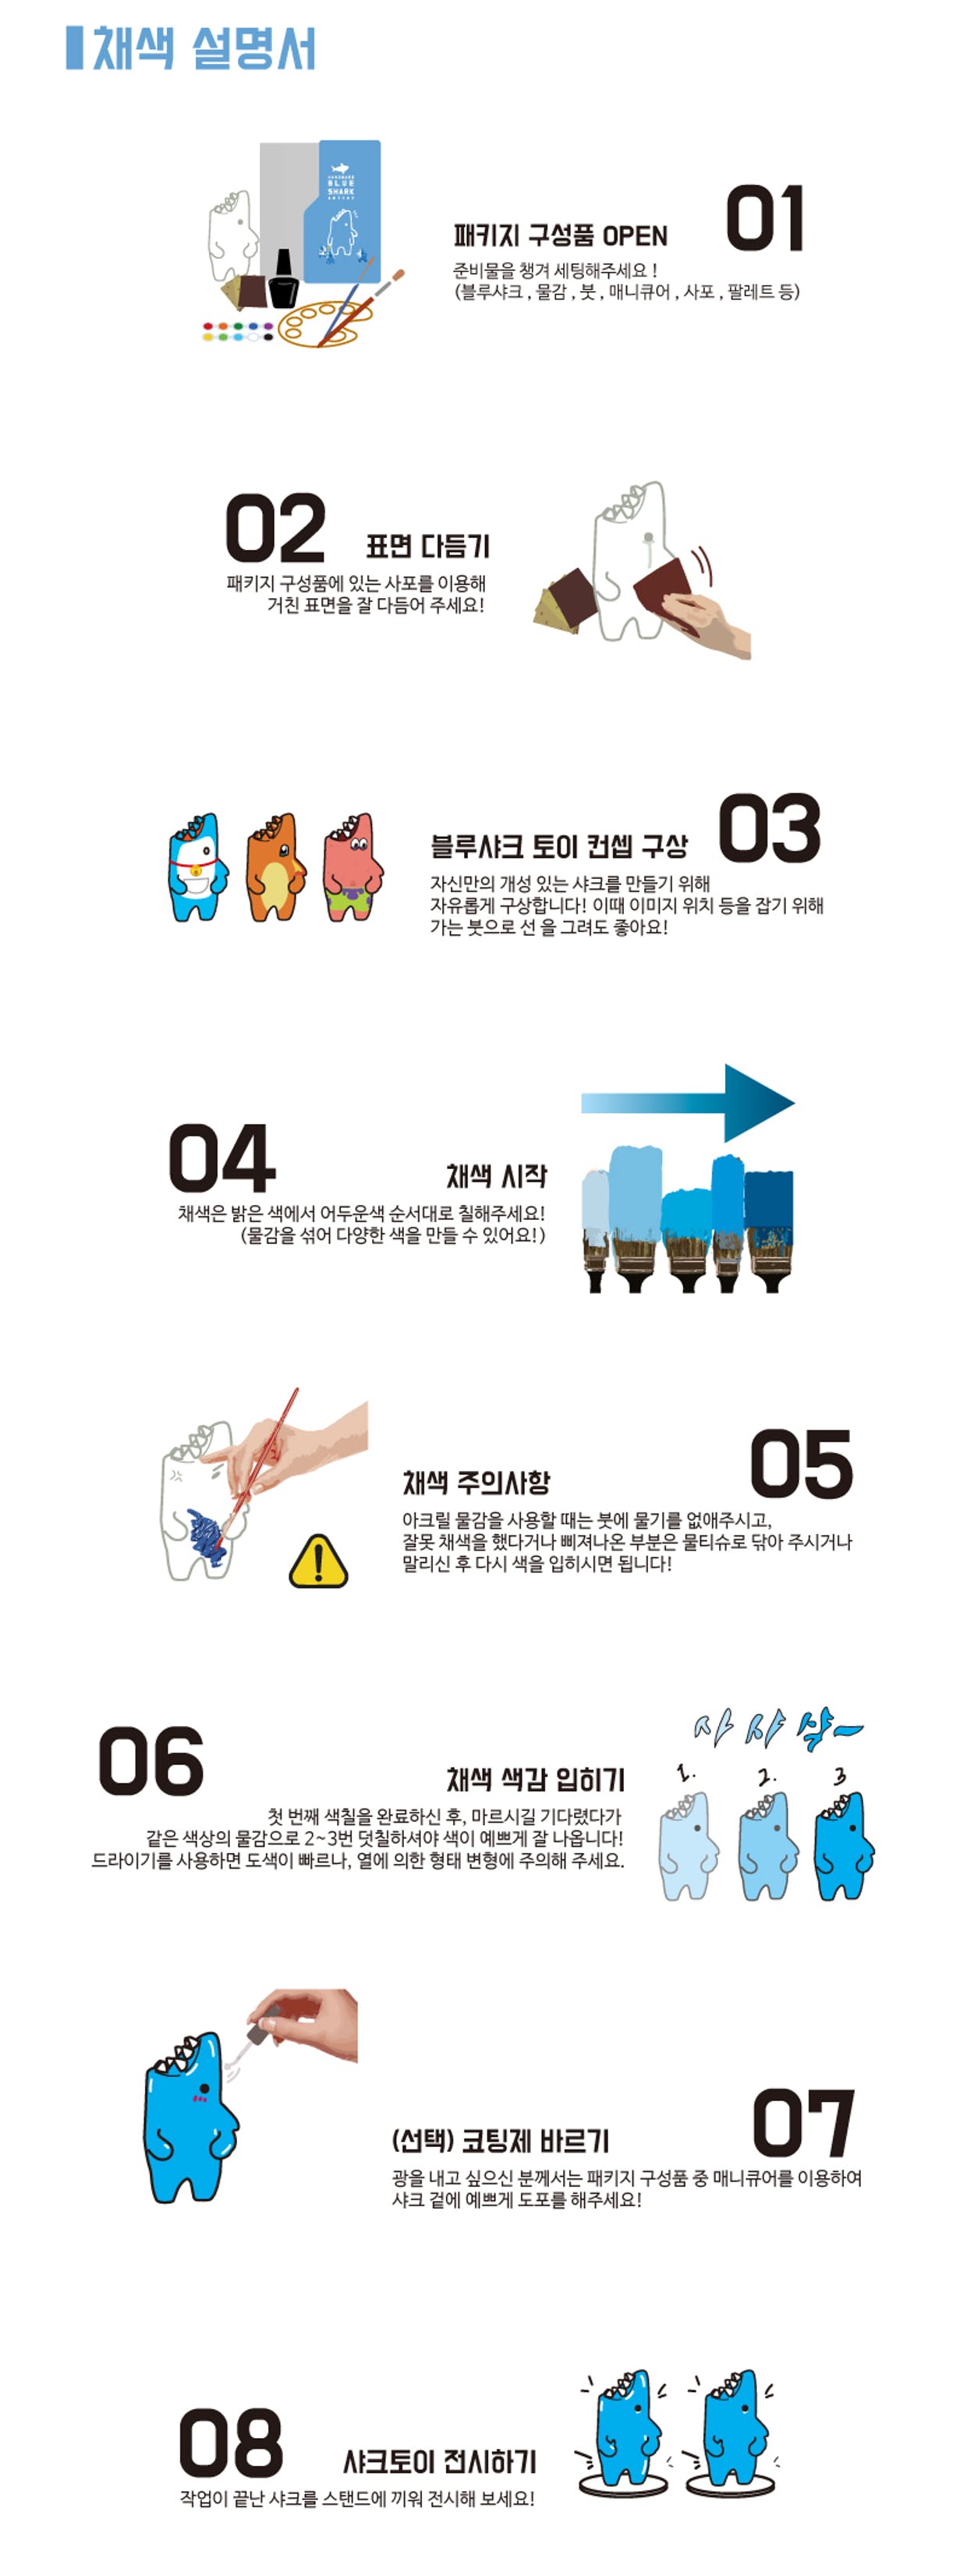 채색 설명서
HANDMADE
BLUE
SHARK
ARTTOY
01
패키지 구성품 OPEN
준비물을 챙겨 세팅해주세요 !
(블루샤크 , 물감 , 붓 , 매니큐어 , 사포 , 팔레트 등)
02
표면 다듬기
패키지 구성품에 있는 사포를 이용해
거친 표면을 잘 다듬어 주세요!
03
블루샤크 토이 컨셉 구상
자신만의 개성 있는 샤크를 만들기 위해
자유롭게 구상합니다! 이때 이미지 위치 등을 잡기 위해
가는 붓으로 선 을 그려도 좋아요!
04
채색 시작
채색은 밝은 색에서 어두운색 순서대로 칠해주세요!
(물감을 섞어 다양한 색을 만들 수 있어요!)
05
채색 주의사항
아크릴 물감을 사용할 때는 붓에 물기를 없애주시고,
잘못 채색을 했다거나 삐져나온 부분은 물티슈로 닦아 주시거나
말리신 후 다시 색을 입히시면 됩니다!
06
채색 색감 입히기
첫 번째 색칠을 완료하신 후, 마르시길 기다렸다가
같은 색상의 물감으로 2~3번 덧칠하셔야 색이 예쁘게 잘 나옵니다!
드라이기를 사용하면 도색이 빠르나, 열에 의한 형태 변형에 주의해 주세요.
사 샤 샥~
1. 2. 3
07
(선택) 코팅제 바르기
광을 내고 싶으신 분께서는 패키지 구성품 중 매니큐어를 이용하여
샤크 겉에 예쁘게 도포를 해주세요!
08
샤크토이 전시하기
작업이 끝난 샤크를 스탠드에 끼워 전시해 보세요!